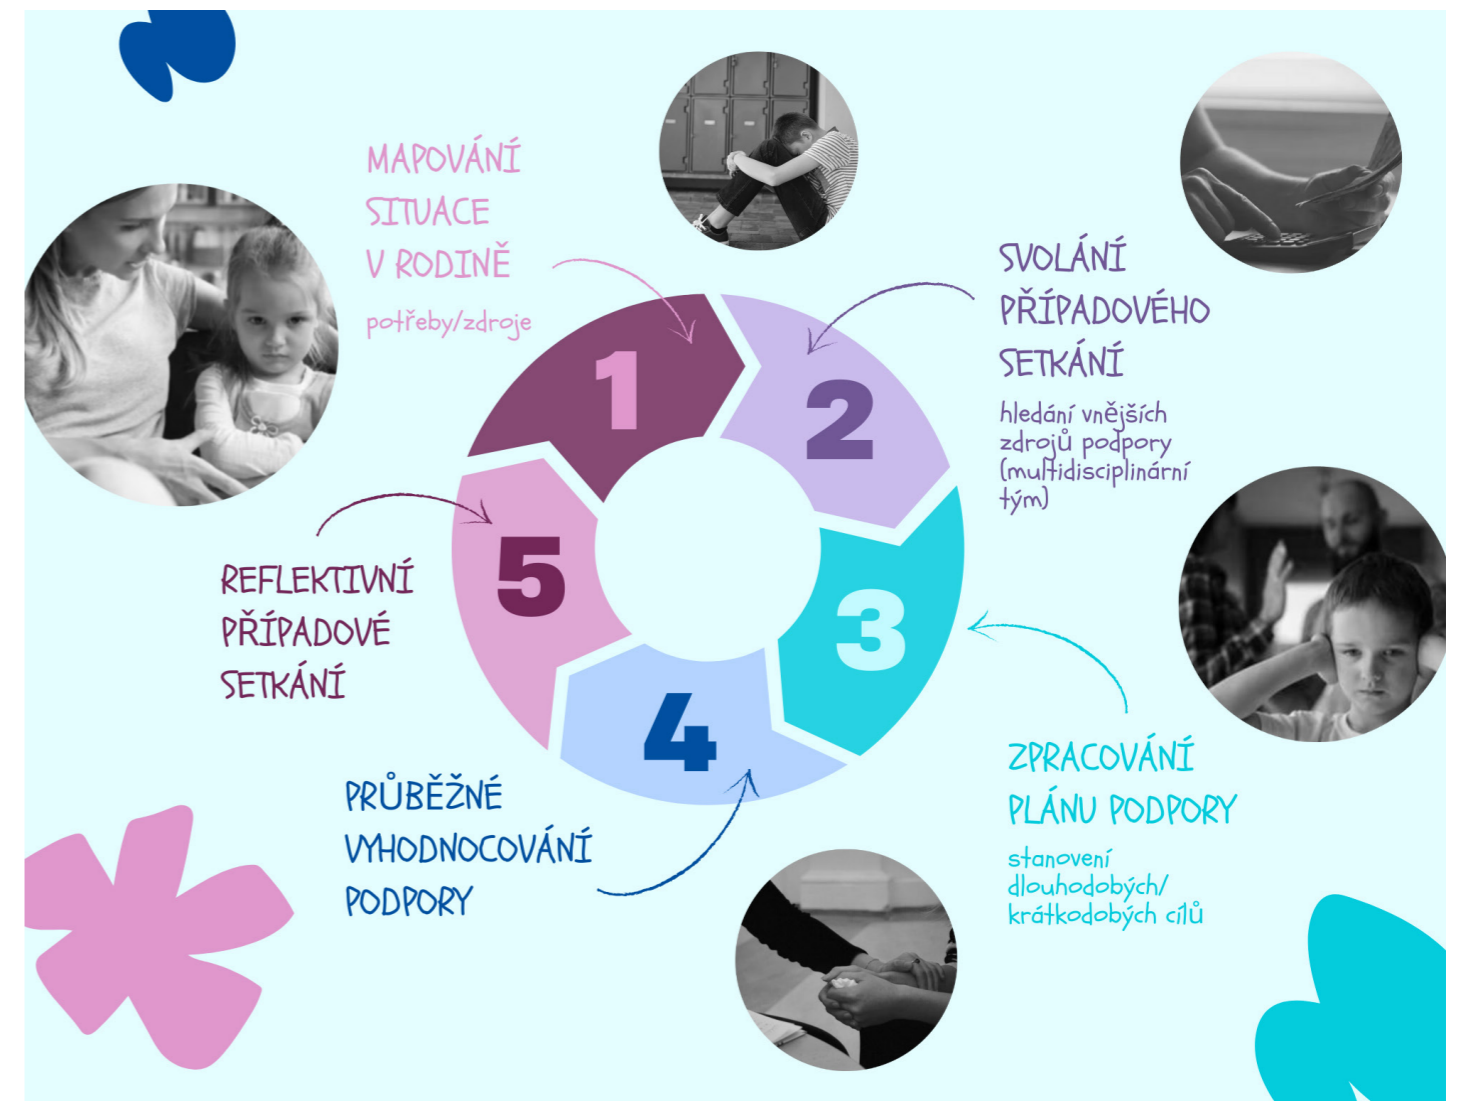 MAPOVÁNÍ
SITUACE
V RODINĚ
potřeby/zdroje
1
SVOLÁNÍ
PŘÍPADOVÉHO
SETKÁNÍ
hledání vnějších
zdrojů podpory
(multidisciplinární
tým)
2
3
ZPRACOVÁNÍ
PLÁNU PODPORY
stanovení
dlouhodobých/
krátkodobých cílů
4
PRŮBĚŽNÉ
VYHODNOCOVÁNÍ
PODPORY
5
REFLEKTIVNÍ
PŘÍPADOVÉ
SETKÁNÍ